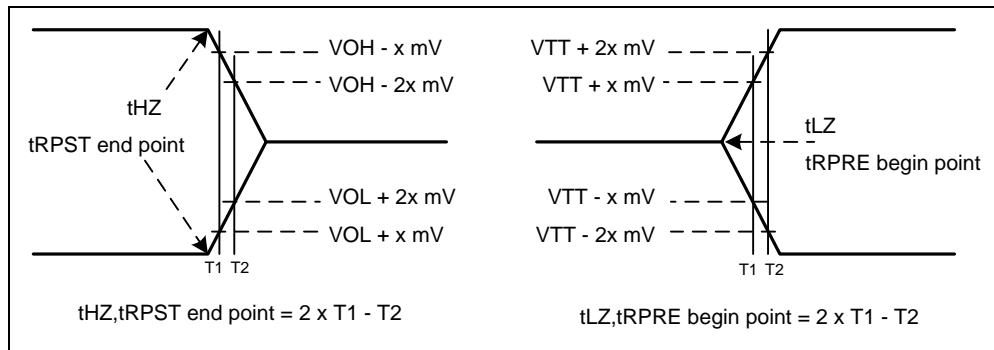 VOH - x mV
VOH - 2x mV
tHZ
tRPST end point
VOL + 2x mV
VOL + x mV
T1 T2
tHZ,tRPST end point = 2 x T1 - T2
VTT + 2x mV
VTT + x mV
tLZ
tRPRE begin point
VTT - x mV
VTT - 2x mV
T1 T2
tLZ,tRPRE begin point = 2 x T1 - T2